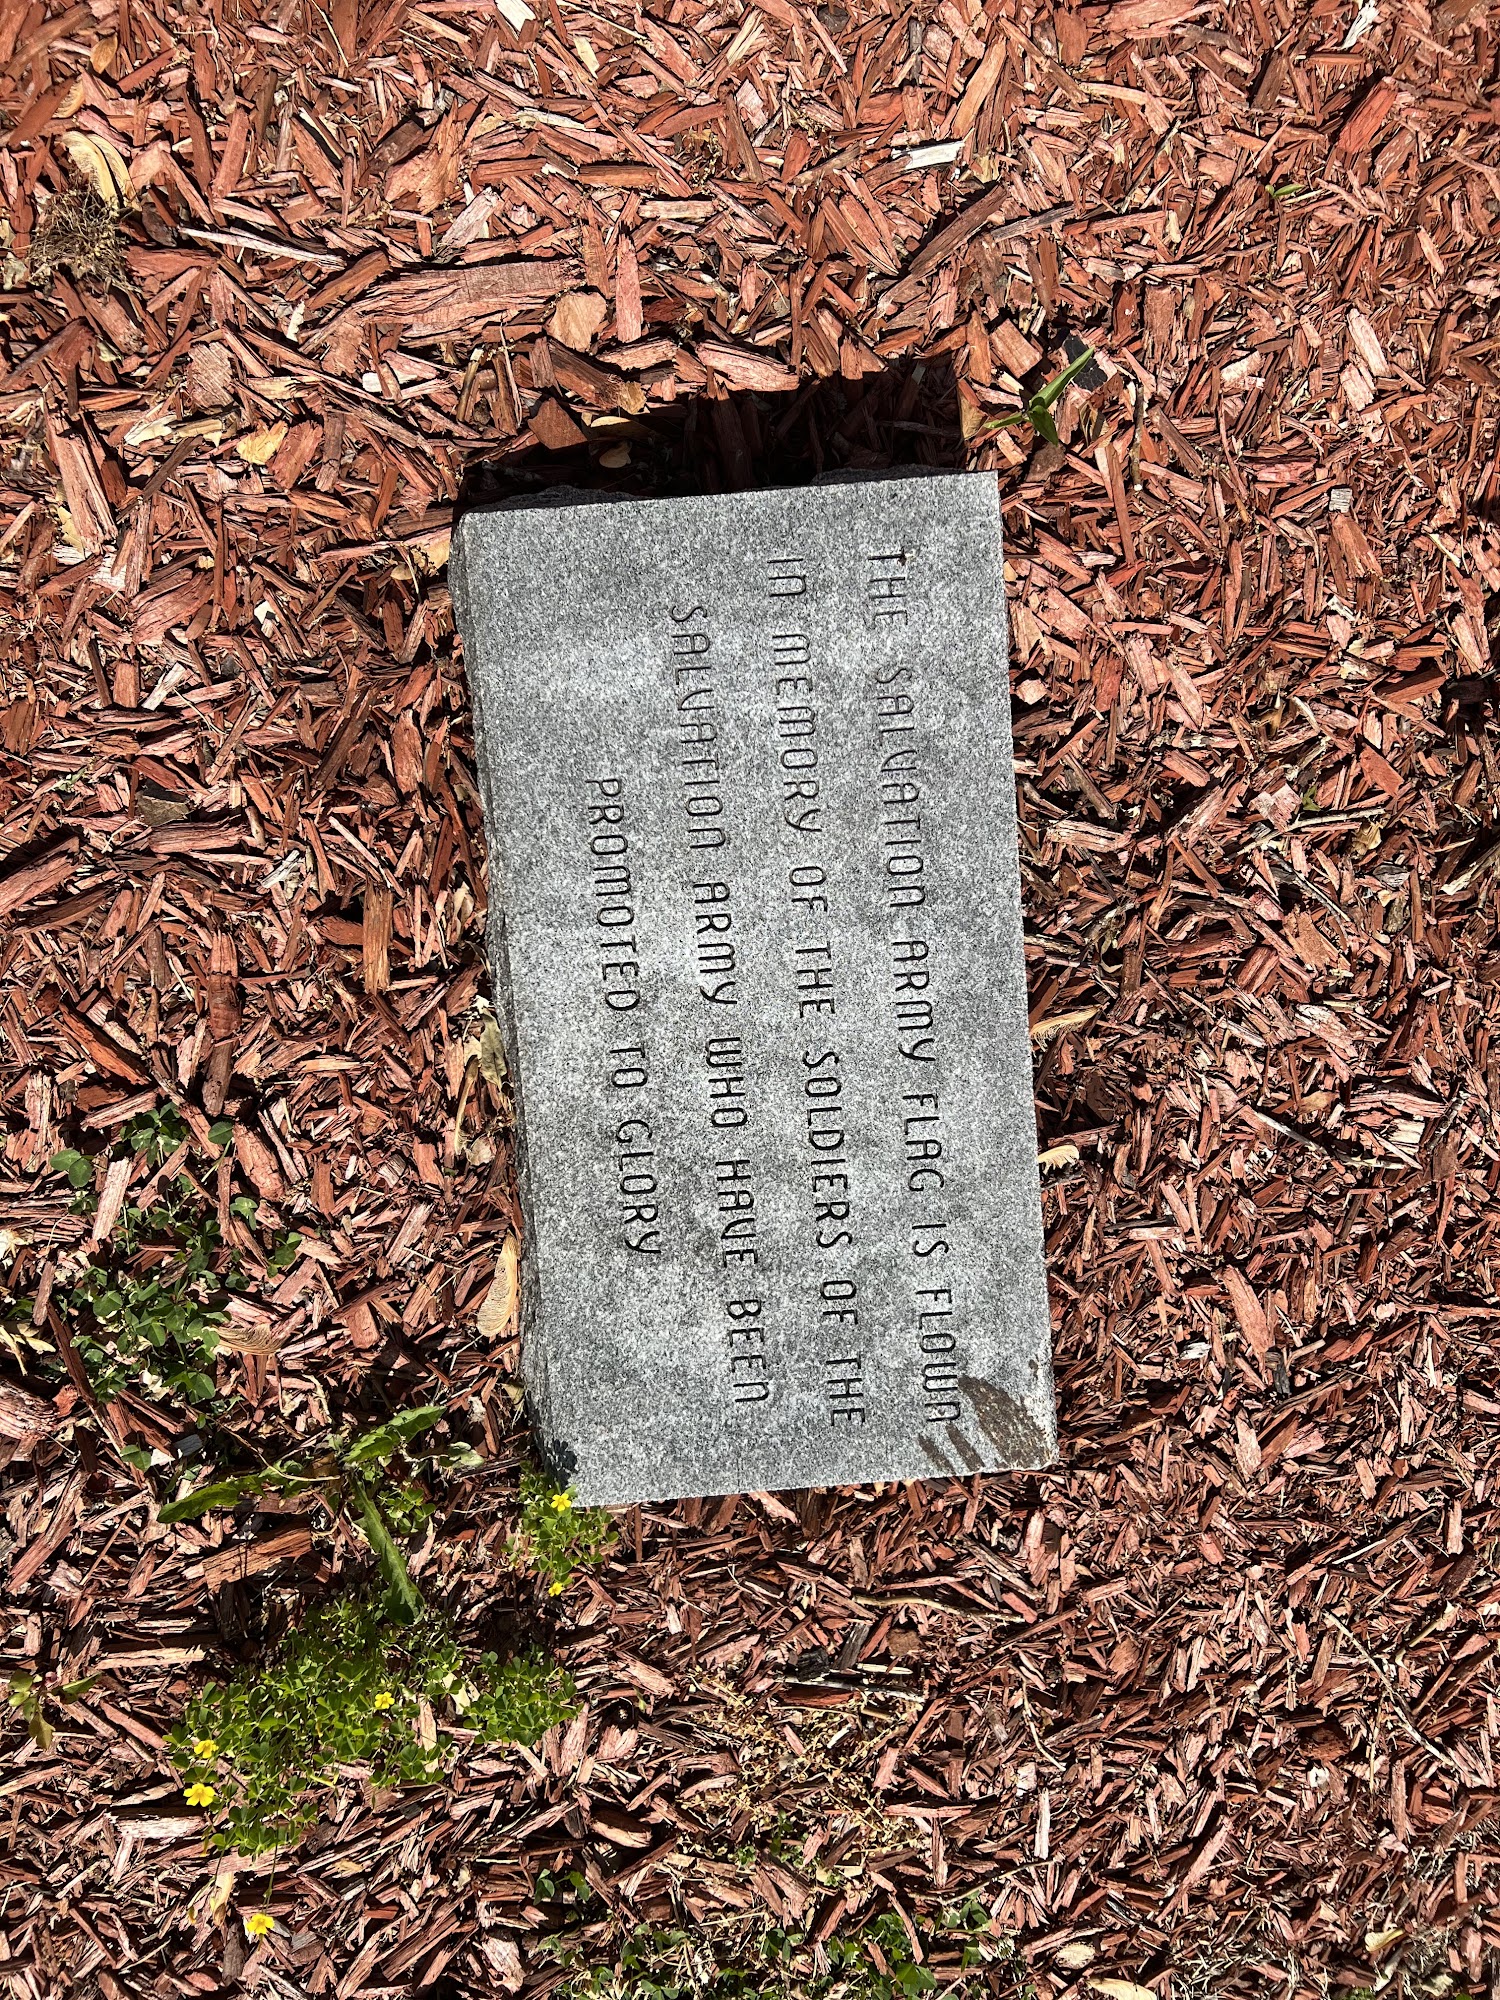 THE SALVATION ARMY FLAG IS FLOWN
IN MEMORY OF THE SOLDIERS OF THE
SALVATION ARMY WHO HAVE BEEN
PROMOTED TO GLORY